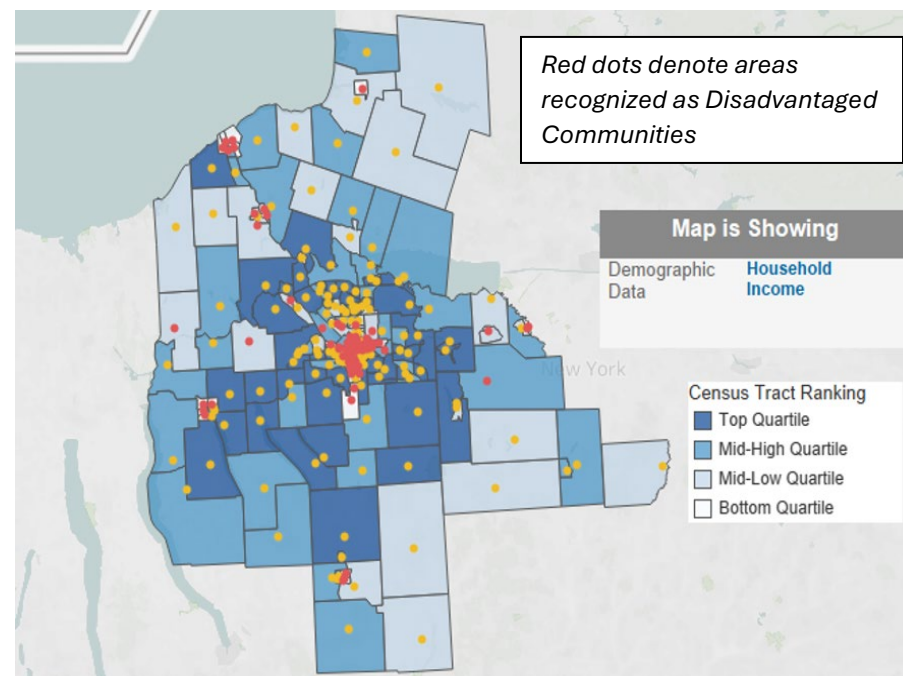 Red dots denote areas
recognized as Disadvantaged
Communities
Map is Showing
Demographic Household
Data Income
New York
Census Tract Ranking
Top Quartile
Mid-High Quartile
Mid-Low Quartile
Bottom Quartile